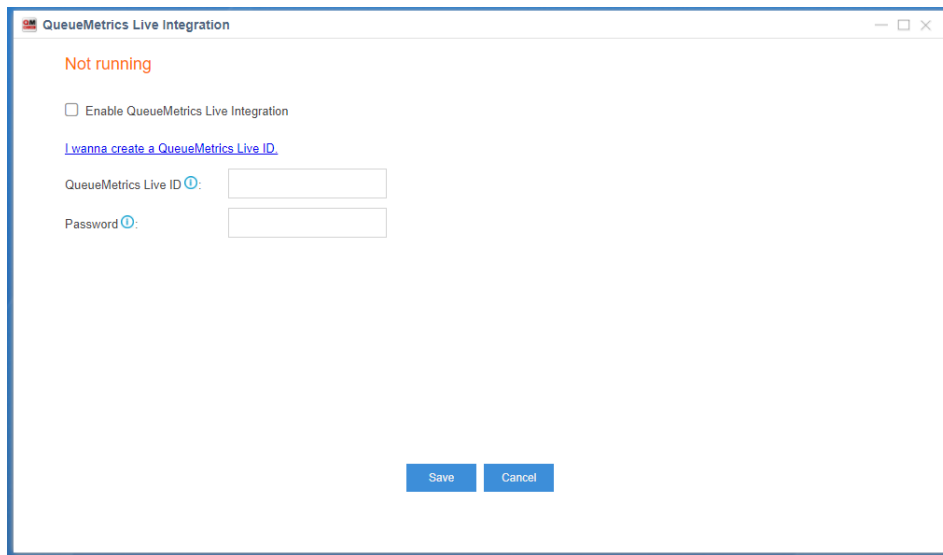 QM QueueMetrics Live Integration
Not running
Enable QueueMetrics Live Integration
I wanna create a QueueMetrics Live ID.
QueueMetrics Live ID i:
Password i:
Save Cancel